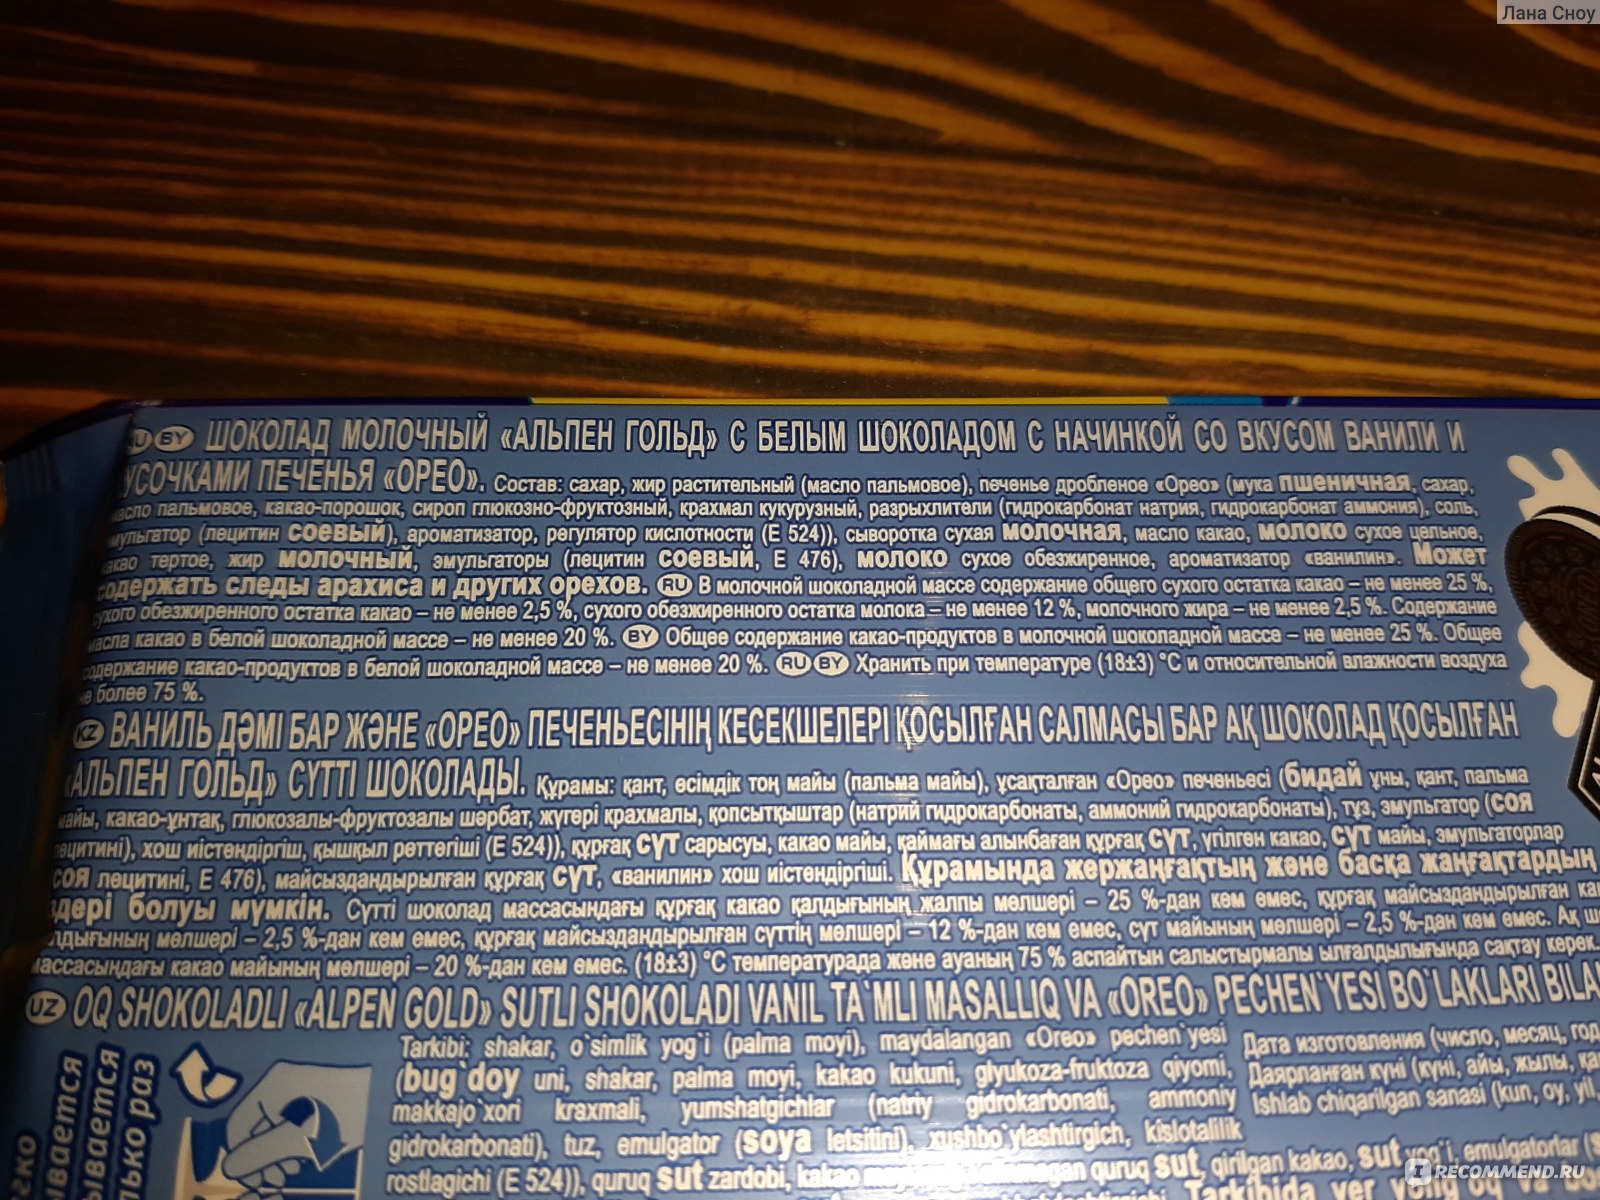 Лана Сноу
BY ШОКОЛАД МОЛОЧНЫЙ «АЛЬПЕН ГОЛЬД» С БЕЛЫМ ШОКОЛАДОМ С НАЧИНКОЙ СО ВКУСОМ ВАНИЛИ И
УСОЧКАМИ ПЕЧЕНЬЯ «ОРЕО». Состав: сахар, жир растительный (масло пальмовое), печенье дробленое «Орео» (мука пшеничная, сахар,
масло пальмовое, какао-порошок, сироп глюкозно-фруктозный, крахмал кукурузный, разрыхлители (гидрокарбонат натрия, гидрокарбонат аммония), соль,
мульгатор (лецитин соевый), ароматизатор, регулятор кислотности (Е 524)), сыворотка сухая молочная, масло какао, молоко сухое цельное,
какао тертое, жир молочный, эмульгаторы (лецитин соевый, Е 476), молоко сухое обезжиренное, ароматизатор «ванилин». Может
содержать следы арахиса и других орехов. RU В молочной шоколадной массе содержание общего сухого остатка какао – не менее 25 %,
сухого обезжиренного остатка какао – не менее 2,5 %, сухого обезжиренного остатка молока – не менее 12 %, молочного жира – не менее 2,5 %. Содержание
масла какао в белой шоколадной массе – не менее 20 %. BY Общее содержание какао-продуктов в молочной шоколадной массе – не менее 25 %. Общее
содержание какао-продуктов в белой шоколадной массе – не менее 20 %. RU BY Хранить при температуре (18±3) °С и относительной влажности воздуха
не более 75 %.
KZ ВАНИЛЬ ДӘМІ БАР ЖӘНЕ «ОРЕО» ПЕЧЕНЬЕСІНІҢ КЕСЕКШЕЛЕРІ ҚОСЫЛҒАН САЛМАСЫ БАР АҚ ШОКОЛАД ҚОСЫЛҒАН
«АЛЬПЕН ГОЛЬД» СҮТТІ ШОКОЛАДЫ. Құрамы: қант, өсімдік тоң майы (пальма майы), ұсақталған «Орео» печеньесі (бидай ұны, қант, пальма
майы, какао-ұнтақ, глюкозалы-фруктозалы шәрбат, жүгері крахмалы, қопсытқыштар (натрий гидрокарбонаты, аммоний гидрокарбонаты), тұз, эмульгатор (соя
лецитині), хош иістендіргіш, қышқыл реттегіші (Е 524)), құрғақ сүт сарысуы, какао майы, қаймағы алынбаған құрғақ сүт, үгілген какао, сүт майы, эмульгаторлар
соя лецитині, Е 476), майсыздандырылған құрғақ сүт, «ванилин» хош иістендіргіші. Құрамында жержаңғақтың және басқа жаңғақтардың
здері болуы мүмкін. Сүтті шоколад массасындағы құрғақ какао қалдығының жалпы мөлшері – 25 %-дан кем емес, құрғақ майсыздандырылған как
лдығының мөлшері – 2,5 %-дан кем емес, құрғақ майсыздандырылған сүттің мөлшері – 12 %-дан кем емес, сүт майының мөлшері – 2,5 %-дан кем емес. Ақ ш
массасындағы какао майының мөлшері – 20 %-дан кем емес. (18±3) °С температурада және ауаның 75 % аспайтын салыстырмалы ылғалдылығында сақтау керек.
UZ OQ SHOKOLADLI «ALPEN GOLD» SUTLI SHOKOLADI VANIL TA`MLI MASALLIQ VA «OREO» PECHEN`YESI BO`LAKLARI BILA
Tarkibi: shakar, o`simlik yog`i (palma moyi), maydalangan «Oreo» pechen`yesi
(bug`doy uni, shakar, palma moyi, kakao kukuni, glyukoza-fruktoza qiyomi,
makkajo`xori kraxmali, yumshatgichlar (natriy gidrokarbonati, ammoniy
gidrokarbonati), tuz, emulgator (soya letsitini), xushbo`ylashtirgich, kislotalilik
rostlagichi (E 524)), quruq sut zardobi, kakao quruq sut, qirilgan kakao, sut emulgatorlar
Tarkibida yer
Дата изготовления (число, месяц, год
Даярланған күні (күні, айы, жылы,
Ishlab chiqarilgan sanasi (kun, oy, yil,
ывается
лько раз
IRECOMMEND.RU